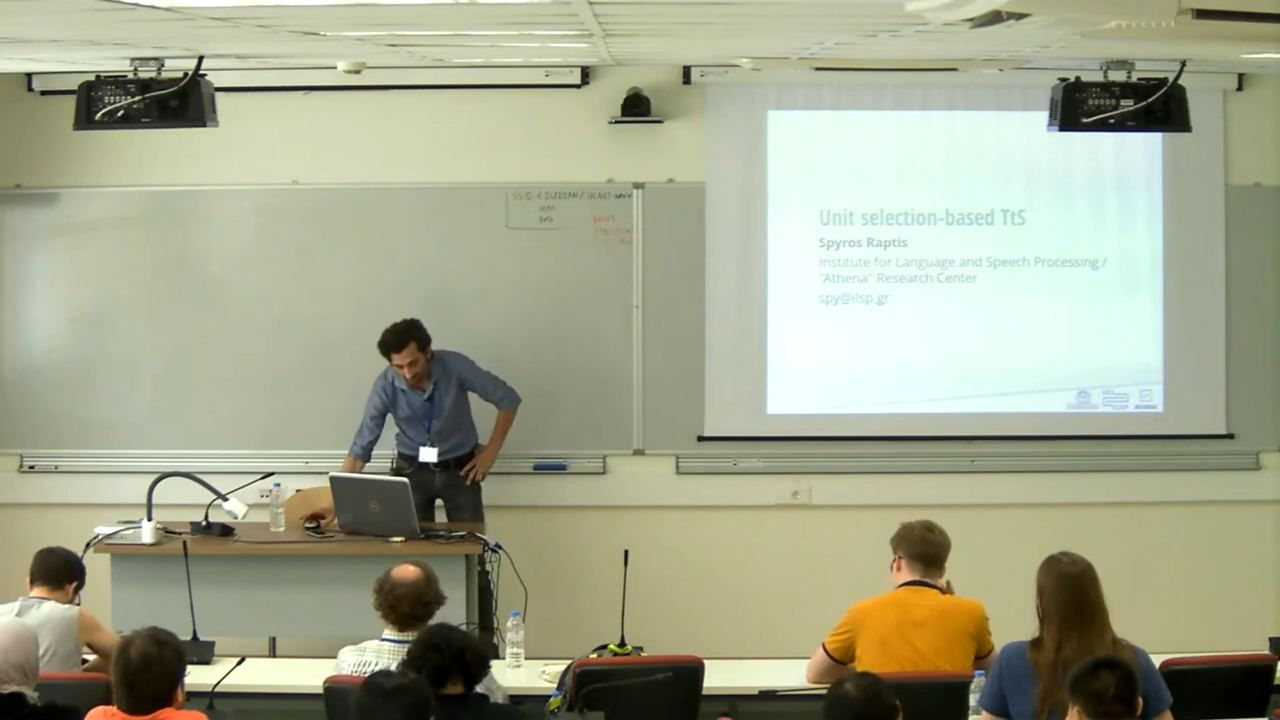 Unit selection-based TtS
Spyros Raptis
Institute for Language and Speech Processing /
"Athena" Research Center
spy@ilsp.gr